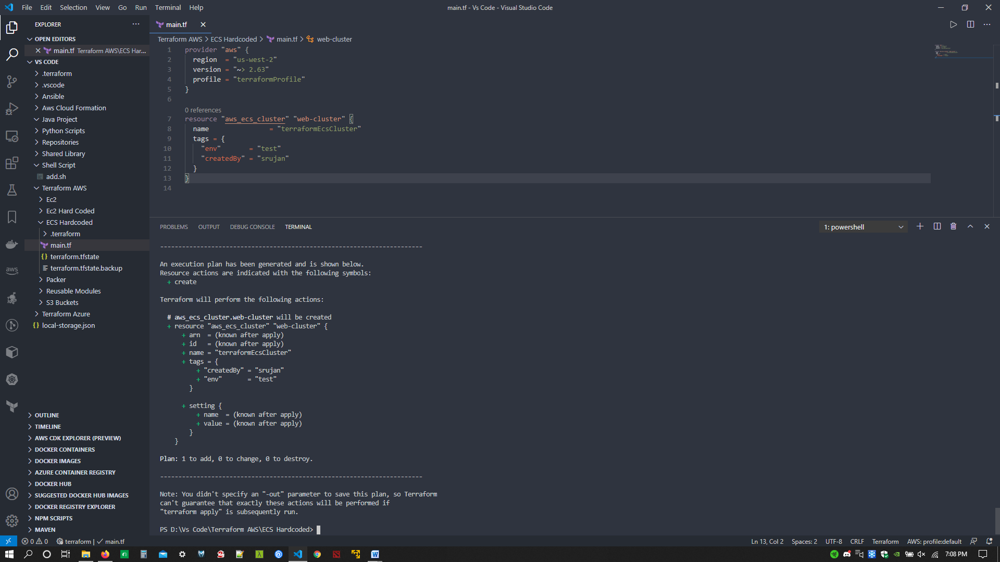 File Edit Selection View Go Run Terminal Help
main.tf - Vs Code - Visual Studio Code
EXPLORER
OPEN EDITORS
main.tf Terraform AWS\ECS Har...
VS CODE
.terraform
.vscode
Ansible
Aws Cloud Formation
Java Project
Python Scripts
Repositories
Shared Library
Shell Script
add.sh
Terraform AWS
Ec2
Ec2 Hard Coded
ECS Hardcoded
.terraform
main.tf
terraform.tfstate
terraform.tfstate.backup
Packer
Reusable Modules
S3 Buckets
Terraform Azure
local-storage.json
OUTLINE
TIMELINE
AWS CDK EXPLORER (PREVIEW)
DOCKER CONTAINERS
DOCKER IMAGES
AZURE CONTAINER REGISTRY
DOCKER HUB
SUGGESTED DOCKER HUB IMAGES
DOCKER REGISTRY EXPLORER
NPM SCRIPTS
MAVEN
aws
main.tf
Terraform AWS > ECS Hardcoded > main.tf > web-cluster
1 provider "aws" {
2 region = "us-west-2"
3 version = "~> 2.63"
4 profile = "terraformProfile"
5 }
6
0 references
7 resource "aws_ecs_cluster" "web-cluster" {
8 name = "terraformEcsCluster"
9 tags = {
10 "env" = "test"
11 "createdBy" = "srujan"
12 }
13 }
14
PROBLEMS OUTPUT DEBUG CONSOLE TERMINAL
1: powershell
------------------------------------------------------------------------
An execution plan has been generated and is shown below.
Resource actions are indicated with the following symbols:
+ create
Terraform will perform the following actions:
# aws_ecs_cluster.web-cluster will be created
+ resource "aws_ecs_cluster" "web-cluster" {
+ arn = (known after apply)
+ id = (known after apply)
+ name = "terraformEcsCluster"
+ tags = {
+ "createdBy" = "srujan"
+ "env" = "test"
}
+ setting {
+ name = (known after apply)
+ value = (known after apply)
}
}
Plan: 1 to add, 0 to change, 0 to destroy.
------------------------------------------------------------------------
Note: You didn't specify an "-out" parameter to save this plan, so Terraform
can't guarantee that exactly these actions will be performed if
"terraform apply" is subsequently run.
PS D:\Vs Code\Terraform AWS\ECS Hardcoded>
0 0 terraform | main.tf
Ln 13, Col 2 Spaces: 2 UTF-8 CRLF Terraform AWS: profile:default
7:08 PM